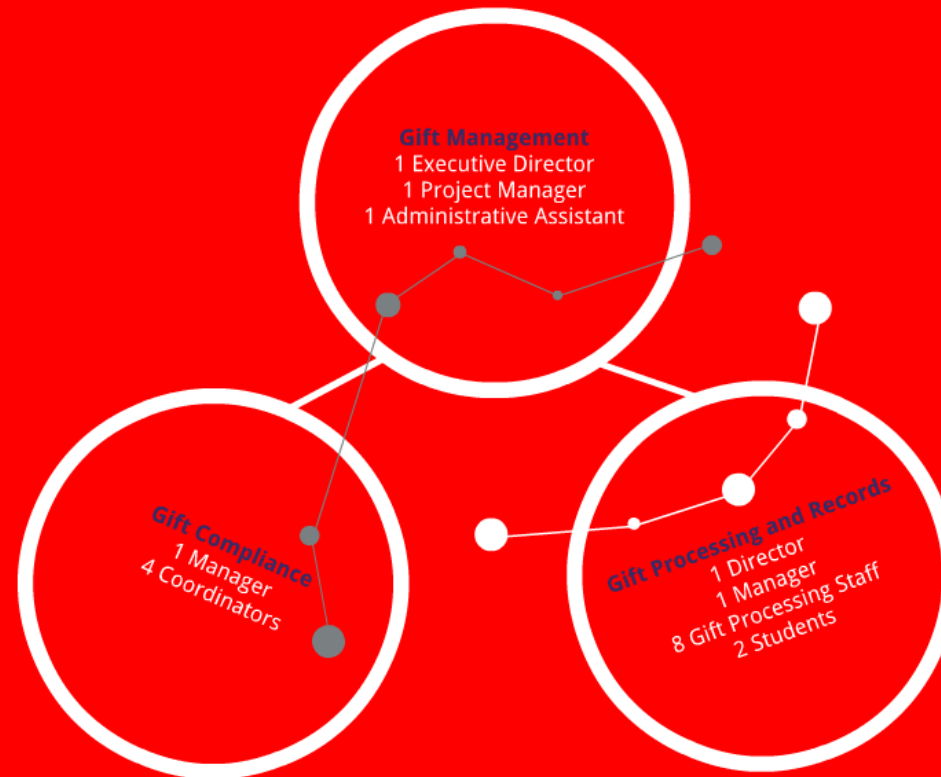 Gift Management
1 Executive Director
1 Project Manager
1 Administrative Assistant
Gift Compliance
1 Manager
4 Coordinators
Gift Processing and Records
1 Director
1 Manager
8 Gift Processing Staff
2 Students